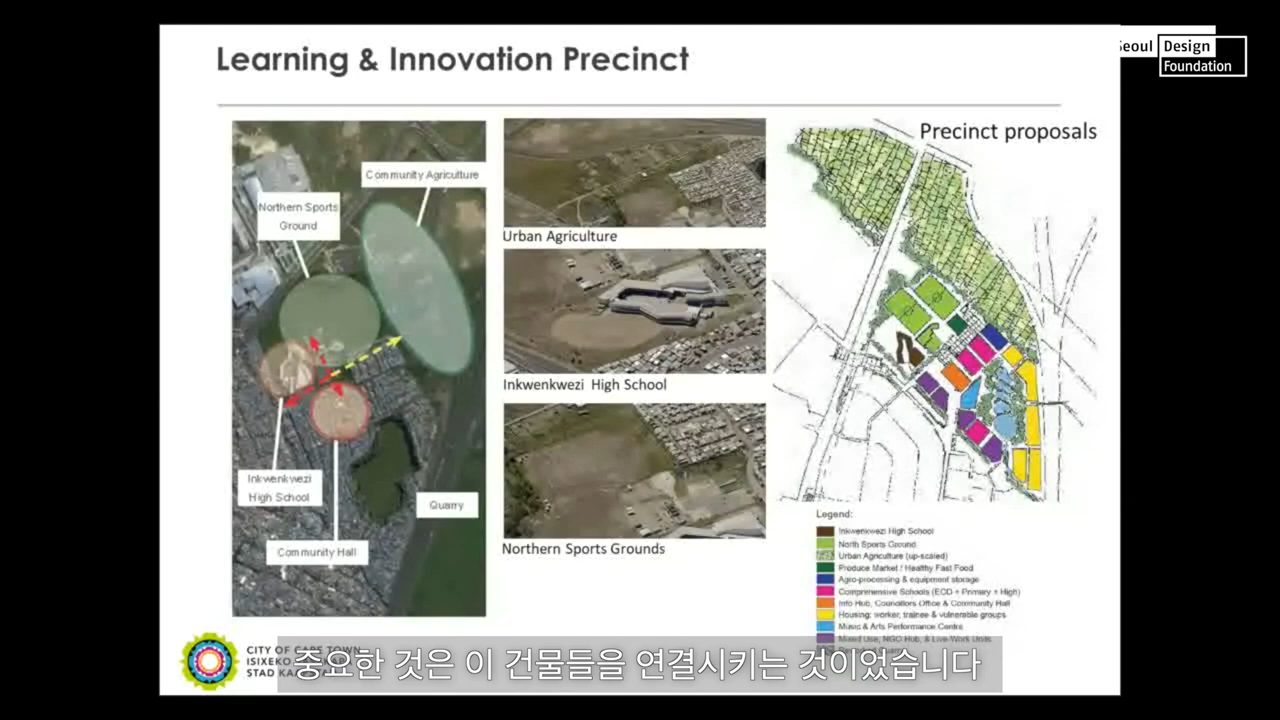 Learning & Innovation Precinct
Seoul Design
Foundation
Community Agriculture
Northern Sports
Ground
Inkwenkwezi
High School
Community Hall
Quarry
Urban Agriculture
Inkwenkwezi High School
Northern Sports Grounds
Precinct proposals
Legend:
Inkwenkwezi High School
North Sports Ground
Urban Agriculture (up-scaled)
Produce Market / Healthy Fast Food
Agro-processing & equipment storage
Comprehensive Schools (ECD + Primary + High)
Info Hub, Councillors Office & Community Hall
Housing: worker, trainee & vulnerable groups
Music & Arts Performance Centre
Mixed Use, NGO Hub, & Live-Work Units
CITY OF CAPE TOWN
ISIXEKO
STAD
중요한 것은 이 건물들을 연결시키는 것이었습니다